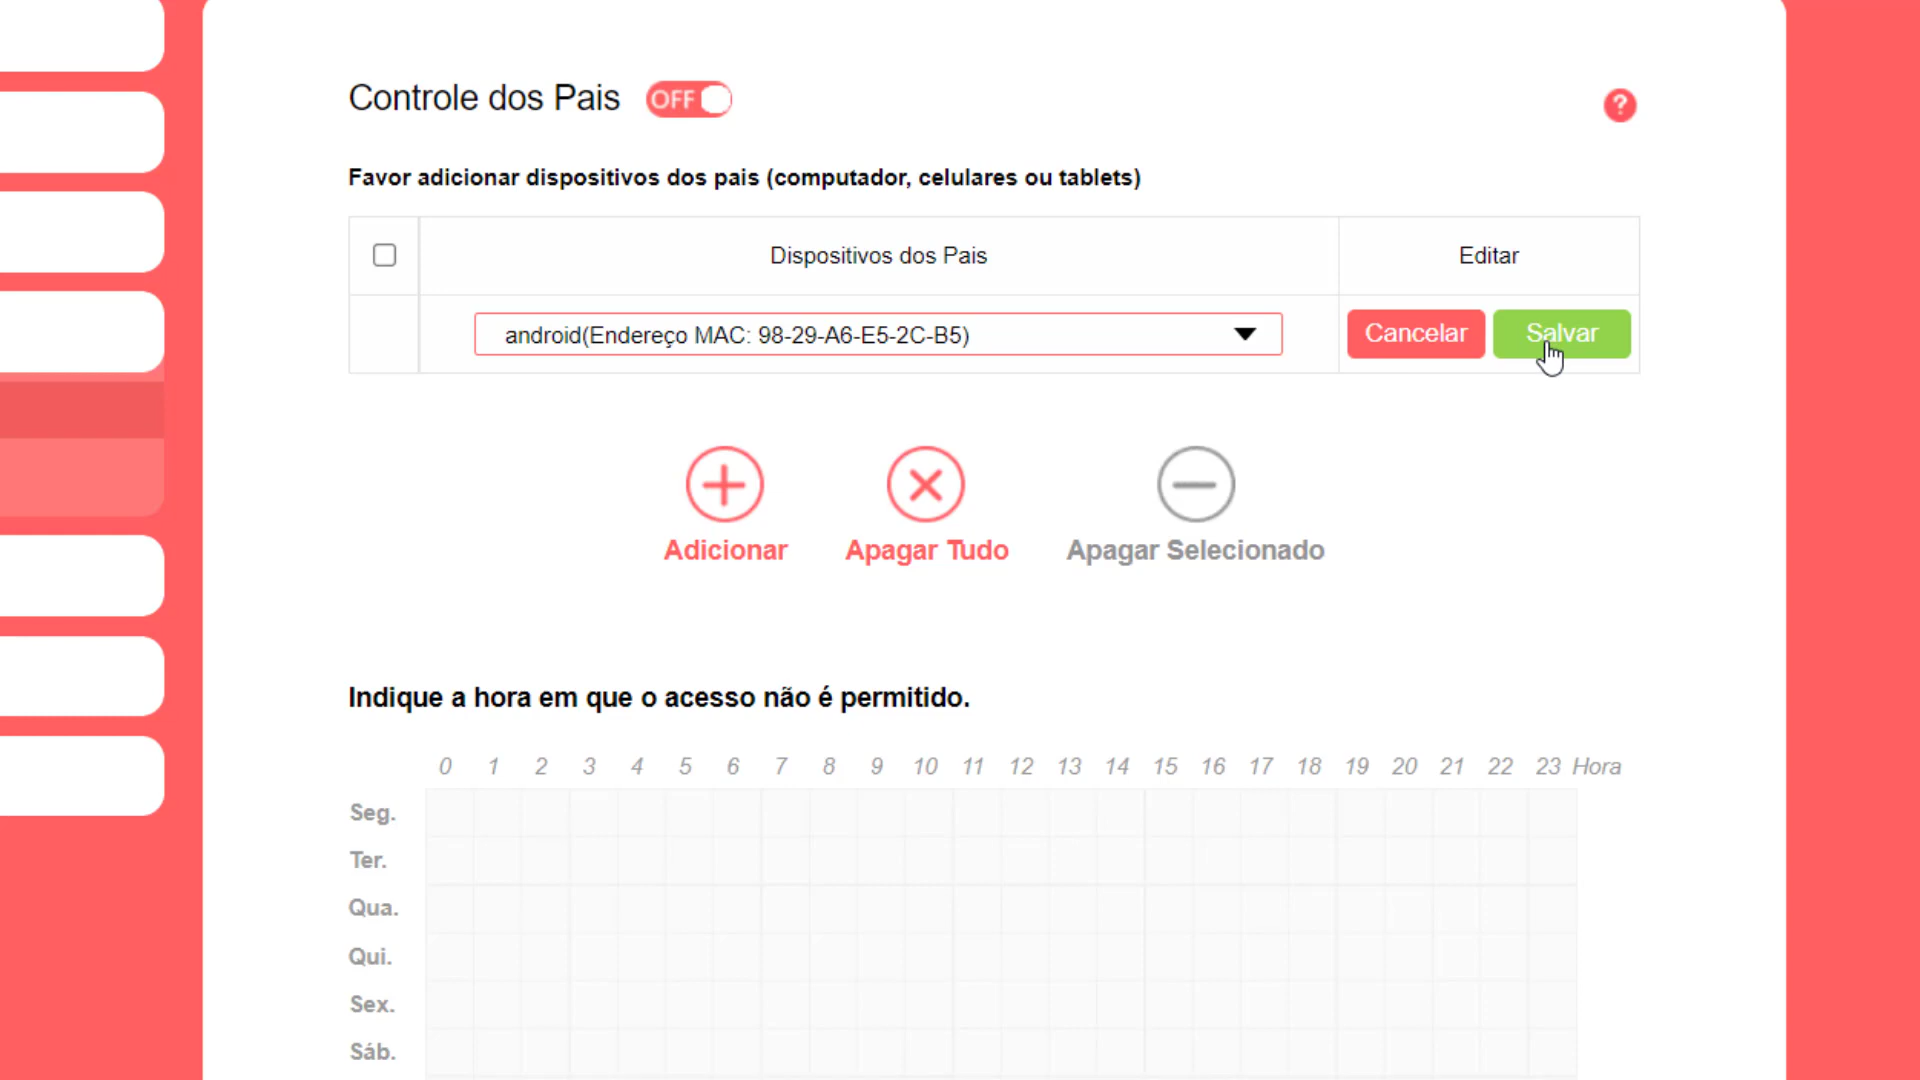 Controle dos Pais OFF ?
Favor adicionar dispositivos dos pais (computador, celulares ou tablets)
Dispositivos dos Pais Editar
android(Endereço MAC: 98-29-A6-E5-2C-B5) Cancelar Salvar
Adicionar Apagar Tudo Apagar Selecionado
Indique a hora em que o acesso não é permitido.
0 1 2 3 4 5 6 7 8 9 10 11 12 13 14 15 16 17 18 19 20 21 22 23 Hora
Seg.
Ter.
Qua.
Qui.
Sex.
Sáb.